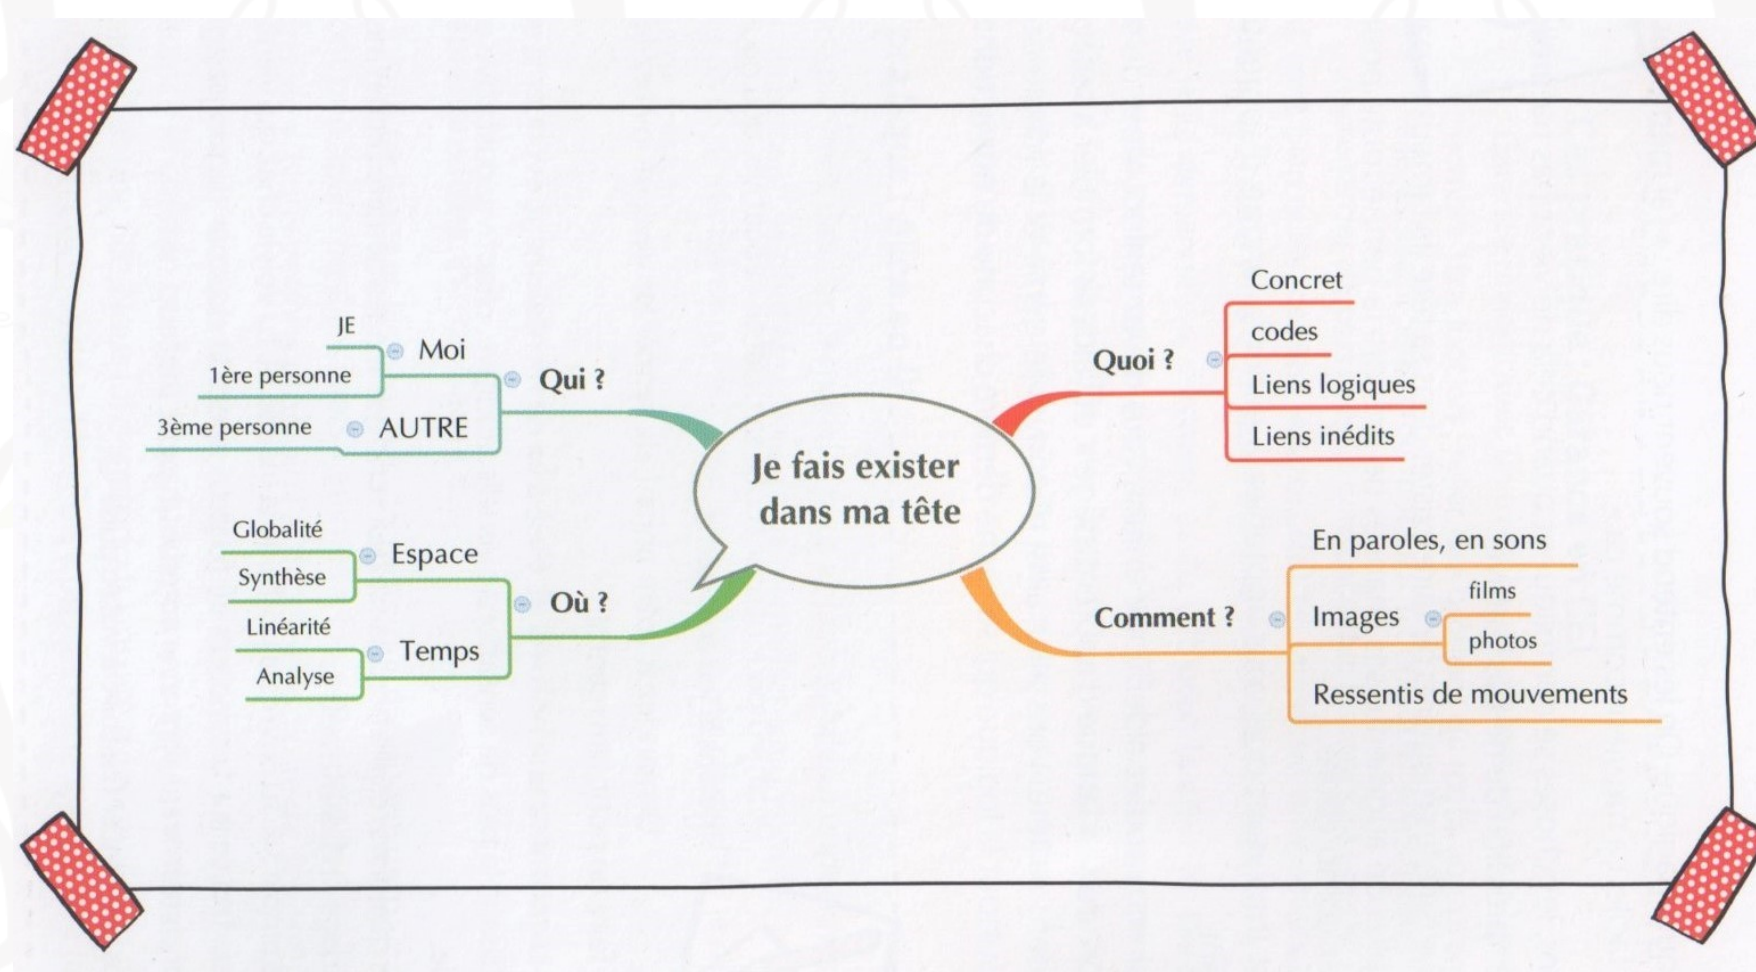 Je fais exister
dans ma tête
Qui ?
Moi
JE
1ère personne
AUTRE
3ème personne
Où ?
Espace
Globalité
Synthèse
Temps
Linéarité
Analyse
Quoi ?
Concret
codes
Liens logiques
Liens inédits
Comment ?
En paroles, en sons
Images
films
photos
Ressentis de mouvements